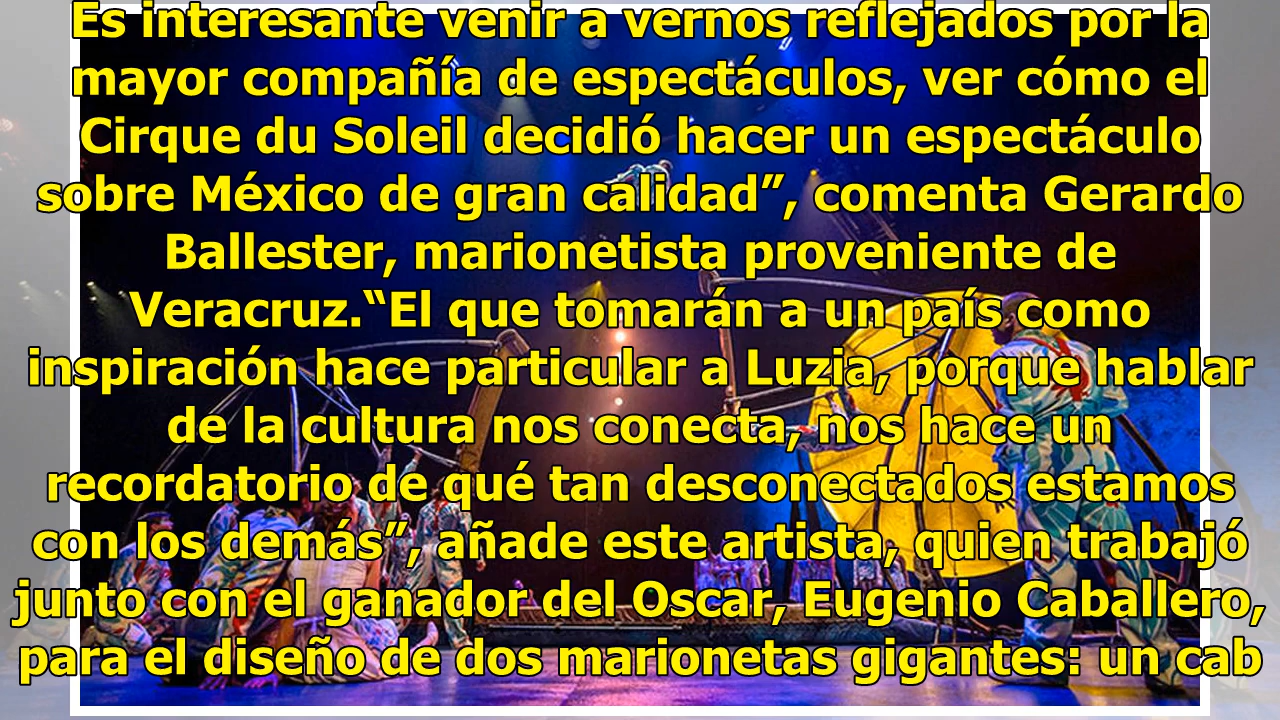 Es interesante venir a vernos reflejados por la
mayor compañía de espectáculos, ver cómo el
Cirque du Soleil decidió hacer un espectáculo
sobre México de gran calidad”, comenta Gerardo
Ballester, marionetista proveniente de
Veracruz.“El que tomarán a un país como
inspiración hace particular a Luzia, porque hablar
de la cultura nos conecta, nos hace un
recordatorio de qué tan desconectados estamos
con los demás”, añade este artista, quien trabajó
junto con el ganador del Oscar, Eugenio Caballero,
para el diseño de dos marionetas gigantes: un cab